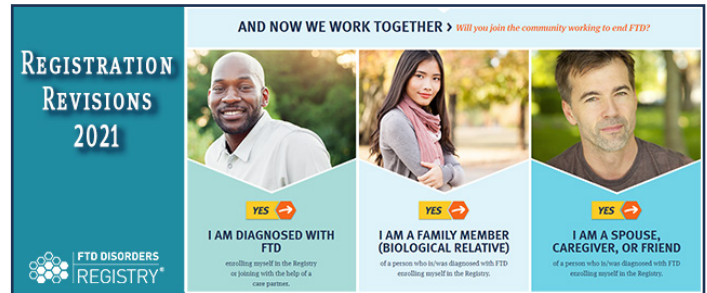 REGISTRATION
REVISIONS
2021
FTD DISORDERS
REGISTRY®
AND NOW WE WORK TOGETHER > Will you join the community working to end FTD?
YES
I AM DIAGNOSED WITH
FTD
enrolling myself in the Registry
or joining with the help of a
care partner.
YES
I AM A FAMILY MEMBER
(BIOLOGICAL RELATIVE)
of a person who is/was diagnosed with FTD
enrolling myself in the Registry.
YES
I AM A SPOUSE,
CAREGIVER, OR FRIEND
of a person who is/was diagnosed with FTD
enrolling myself in the Registry.